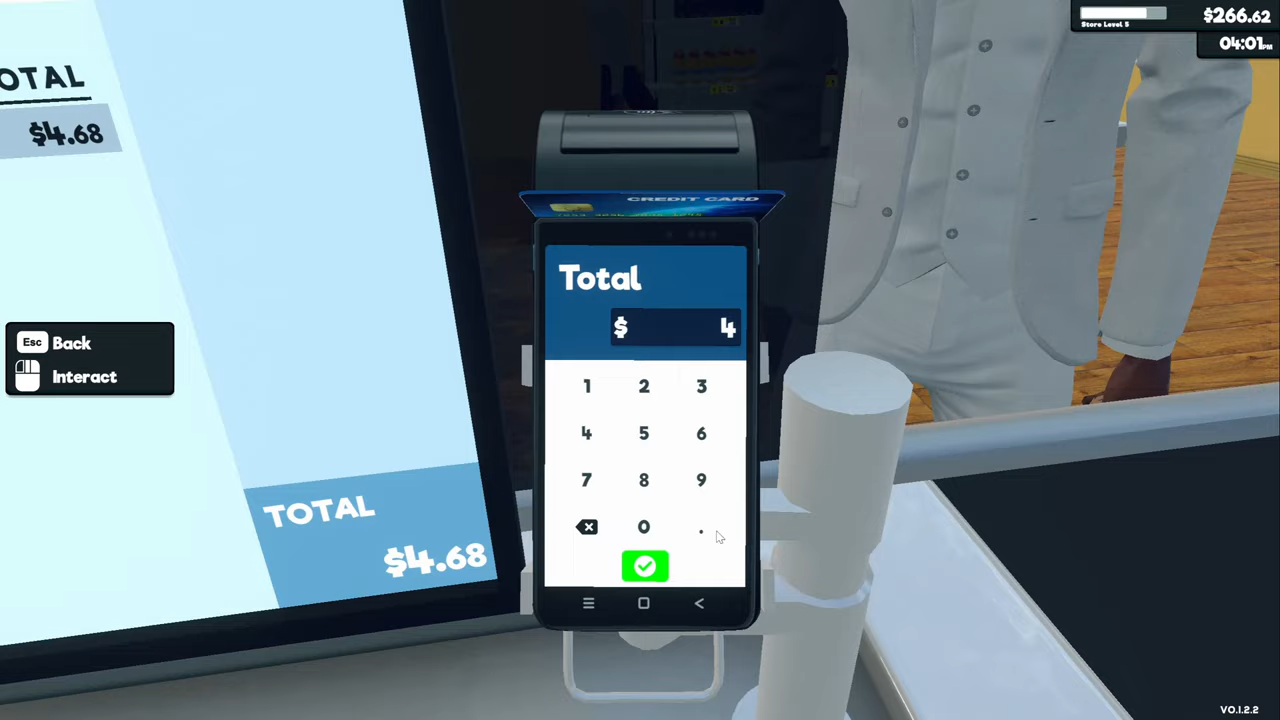 OTAL
$4.68
TOTAL
$4.68
Esc Back
Interact
CREDIT CARD
Total
$ 4
1 2 3
4 5 6
7 8 9
0 .
Store Level 5
$266.62
04:01PM
V0.1.2.2